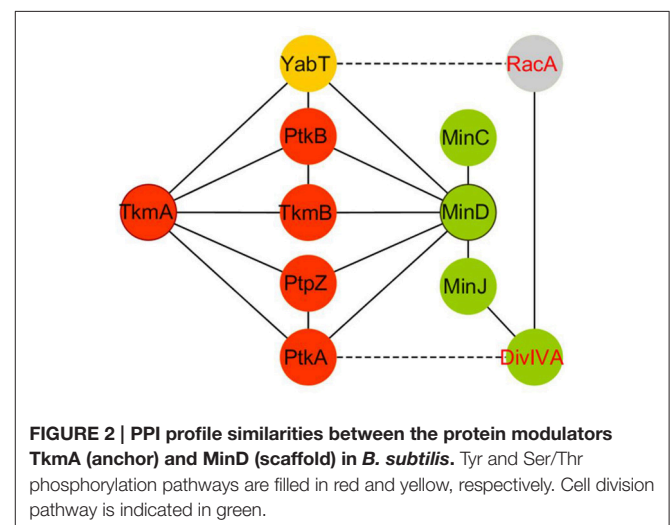 YabT
RacA
PtkB
MinC
TkmA
TkmB
MinD
PtpZ
MinJ
PtkA
DivIVA
FIGURE 2 | PPI profile similarities between the protein modulators
TkmA (anchor) and MinD (scaffold) in B. subtilis. Tyr and Ser/Thr
phosphorylation pathways are filled in red and yellow, respectively. Cell division
pathway is indicated in green.